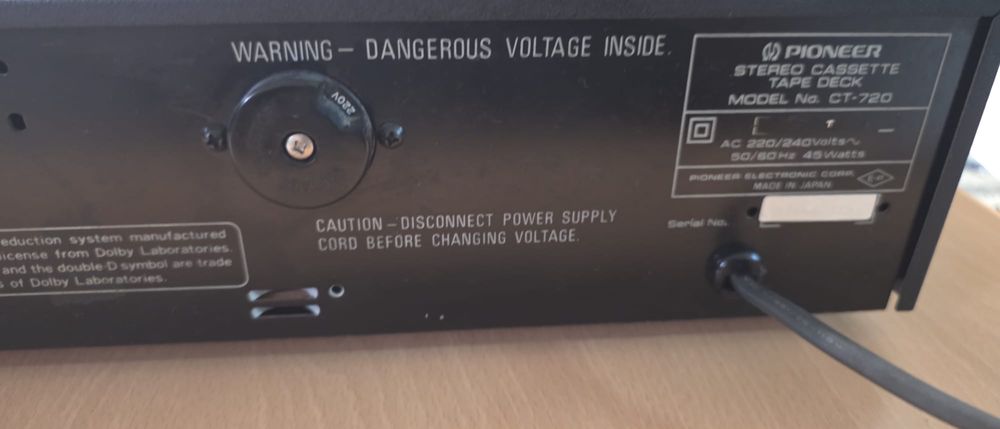 WARNING – DANGEROUS VOLTAGE INSIDE.
220V
PIONEER
STEREO CASSETTE
TAPE DECK
MODEL No. CT-720
AC 220/240Volts~
50/60Hz 45Watts
PIONEER ELECTRONIC CORP.
MADE IN JAPAN
Serial No.
CAUTION – DISCONNECT POWER SUPPLY
CORD BEFORE CHANGING VOLTAGE.
eduction system manufactured
icense from Dolby Laboratories.
and the double-D symbol are trade
s of Dolby Laboratories.